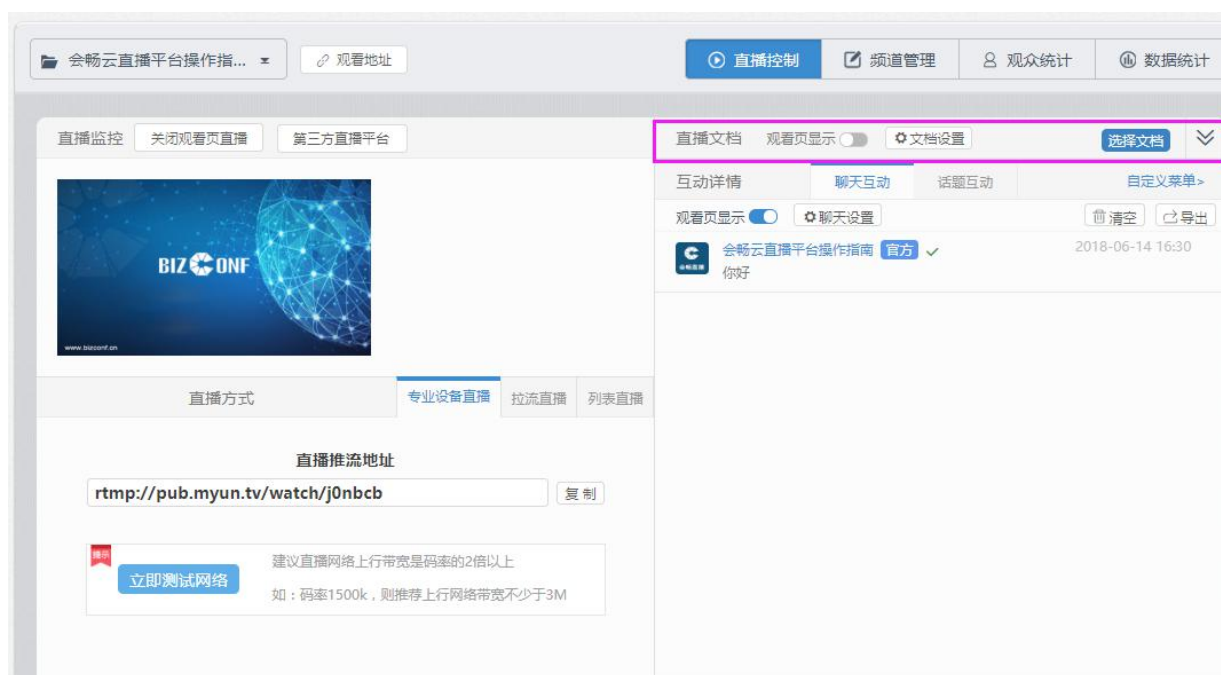 会畅云直播平台操作指...
观看地址
直播控制
频道管理
观众统计
数据统计
直播监控
关闭观看页直播
第三方直播平台
直播文档
观看页显示
文档设置
选择文档
BIZ CONF
www.bizconf.cn
互动详情
聊天互动
话题互动
自定义菜单>
观看页显示
聊天设置
清空
导出
会畅云直播平台操作指南 官方
2018-06-14 16:30
你好
直播方式
专业设备直播
拉流直播
列表直播
直播推流地址
rtmp://pub.myun.tv/watch/j0nbcb
复制
提示
立即测试网络
建议直播网络上行带宽是码率的2倍以上
如：码率1500k，则推荐上行网络带宽不少于3M